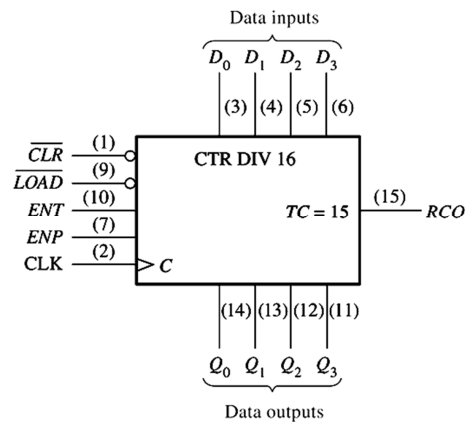 Data inputs
D₀ D₁ D₂ D₃
(3) (4) (5) (6)
CLR (1)
LOAD (9)
ENT (10)
ENP (7)
CLK (2)
CTR DIV 16
TC = 15
C
(15) RCO
(14) (13) (12) (11)
Q₀ Q₁ Q₂ Q₃
Data outputs